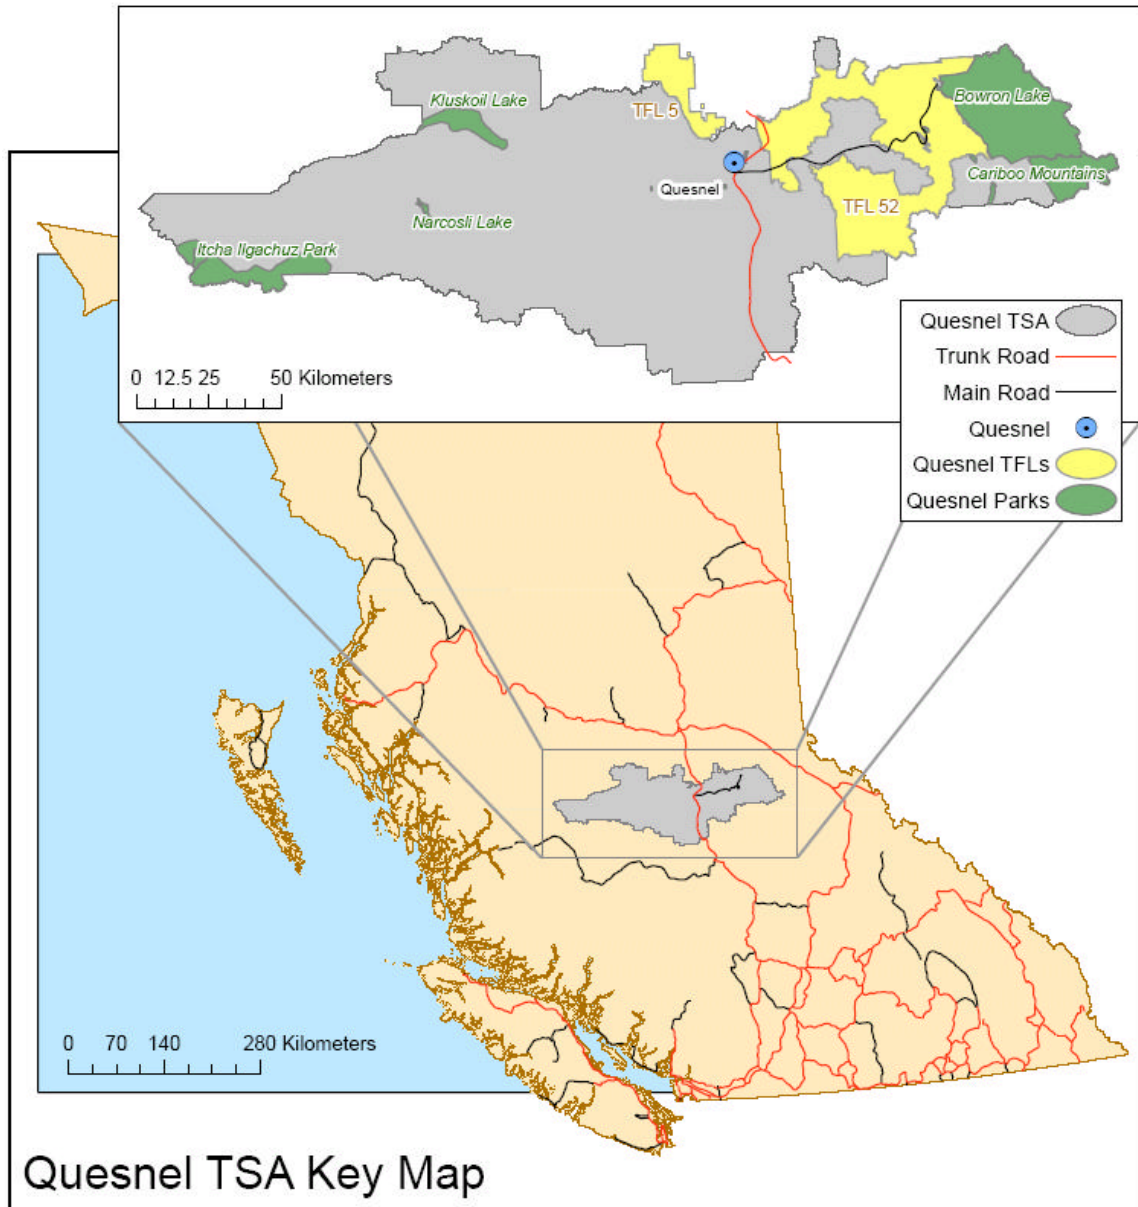 Kluskoil Lake
TFL 5
Bowron Lake
Quesnel
Cariboo Mountains
TFL 52
Narcosli Lake
Itcha Ilgachuz Park
0 12.5 25 50 Kilometers
Quesnel TSA
Trunk Road
Main Road
Quesnel
Quesnel TFLs
Quesnel Parks
0 70 140 280 Kilometers
Quesnel TSA Key Map